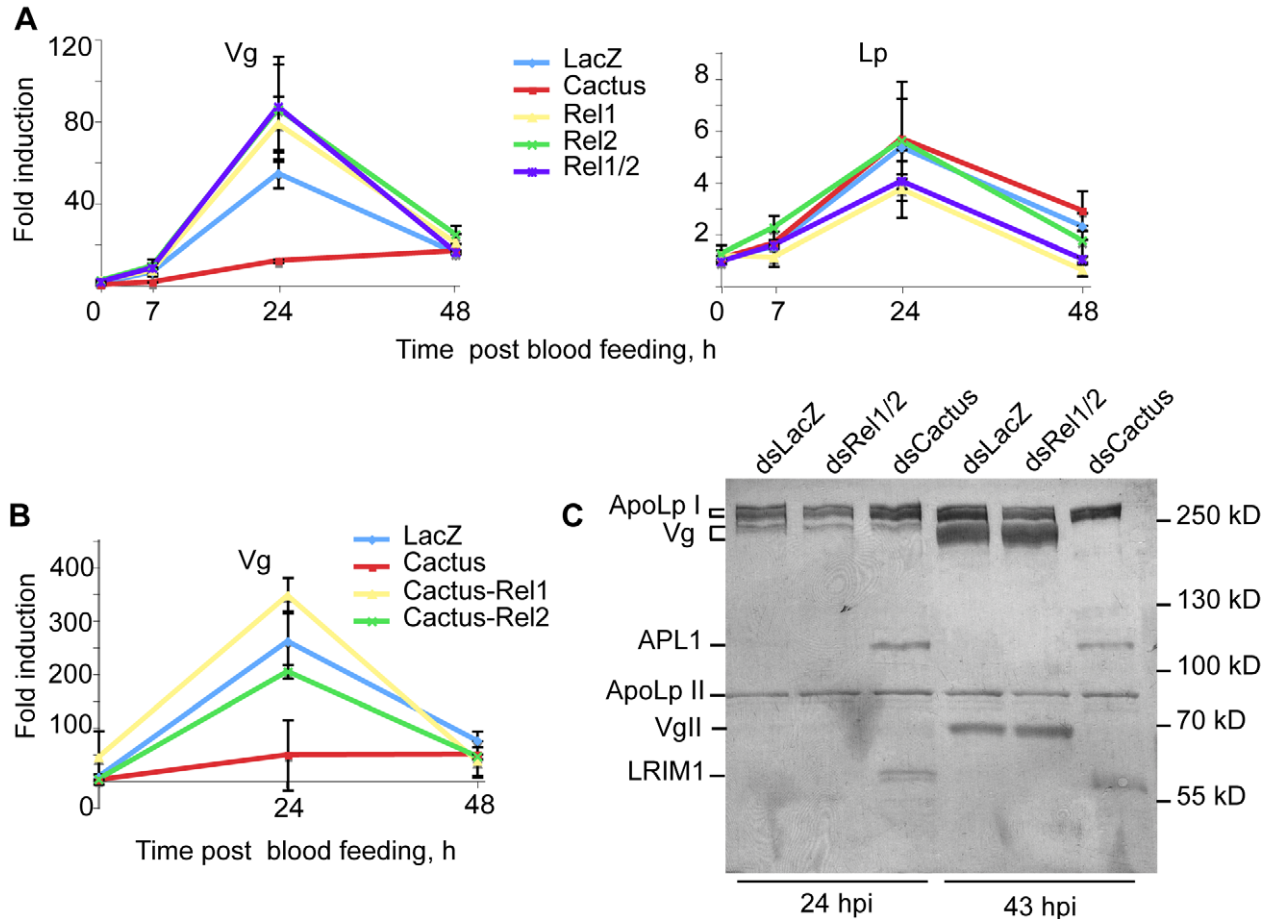 A
Vg
Fold induction
120
80
40
0
7
24
48
LacZ
Cactus
Rel1
Rel2
Rel1/2
Lp
8
6
4
2
0
7
24
48
Time post blood feeding, h
B
Vg
Fold induction
400
300
200
100
0
24
48
LacZ
Cactus
Cactus-Rel1
Cactus-Rel2
Time post blood feeding, h
C
dsLacZ
dsRel1/2
dsCactus
dsLacZ
dsRel1/2
dsCactus
ApoLp I
Vg
APL1
ApoLp II
VgII
LRIM1
250 kD
130 kD
100 kD
70 kD
55 kD
24 hpi
43 hpi